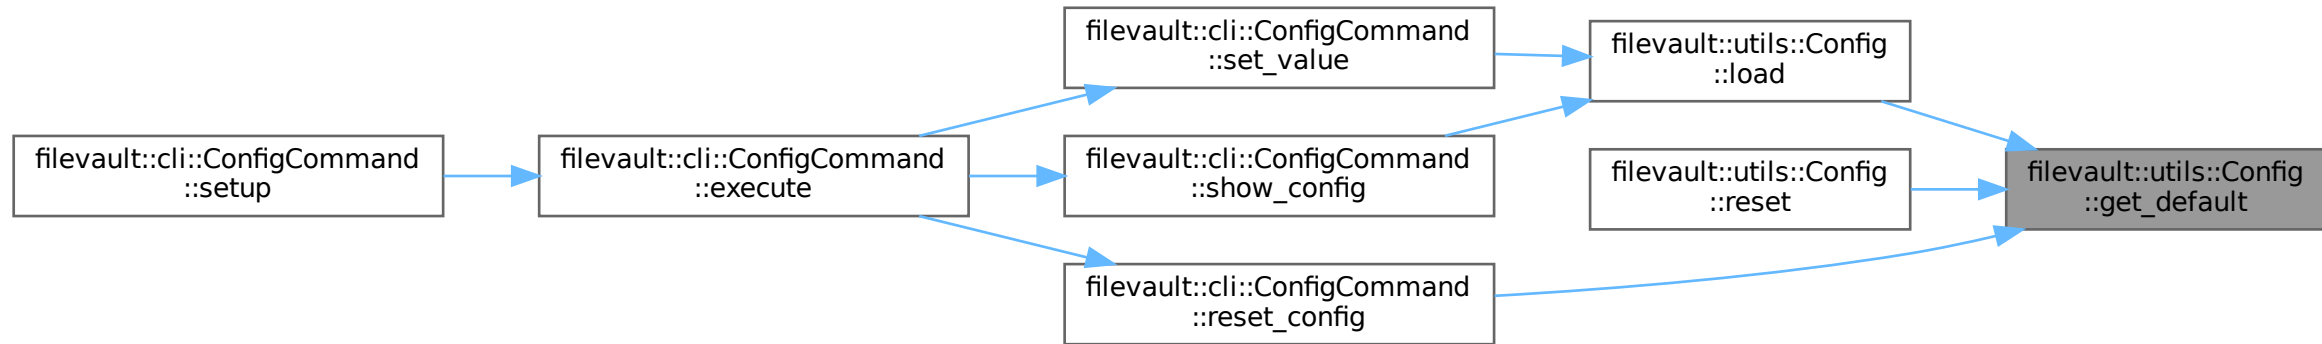 filevault::cli::ConfigCommand
::setup
filevault::cli::ConfigCommand
::execute
filevault::cli::ConfigCommand
::set_value
filevault::cli::ConfigCommand
::show_config
filevault::cli::ConfigCommand
::reset_config
filevault::utils::Config
::load
filevault::utils::Config
::reset
filevault::utils::Config
::get_default